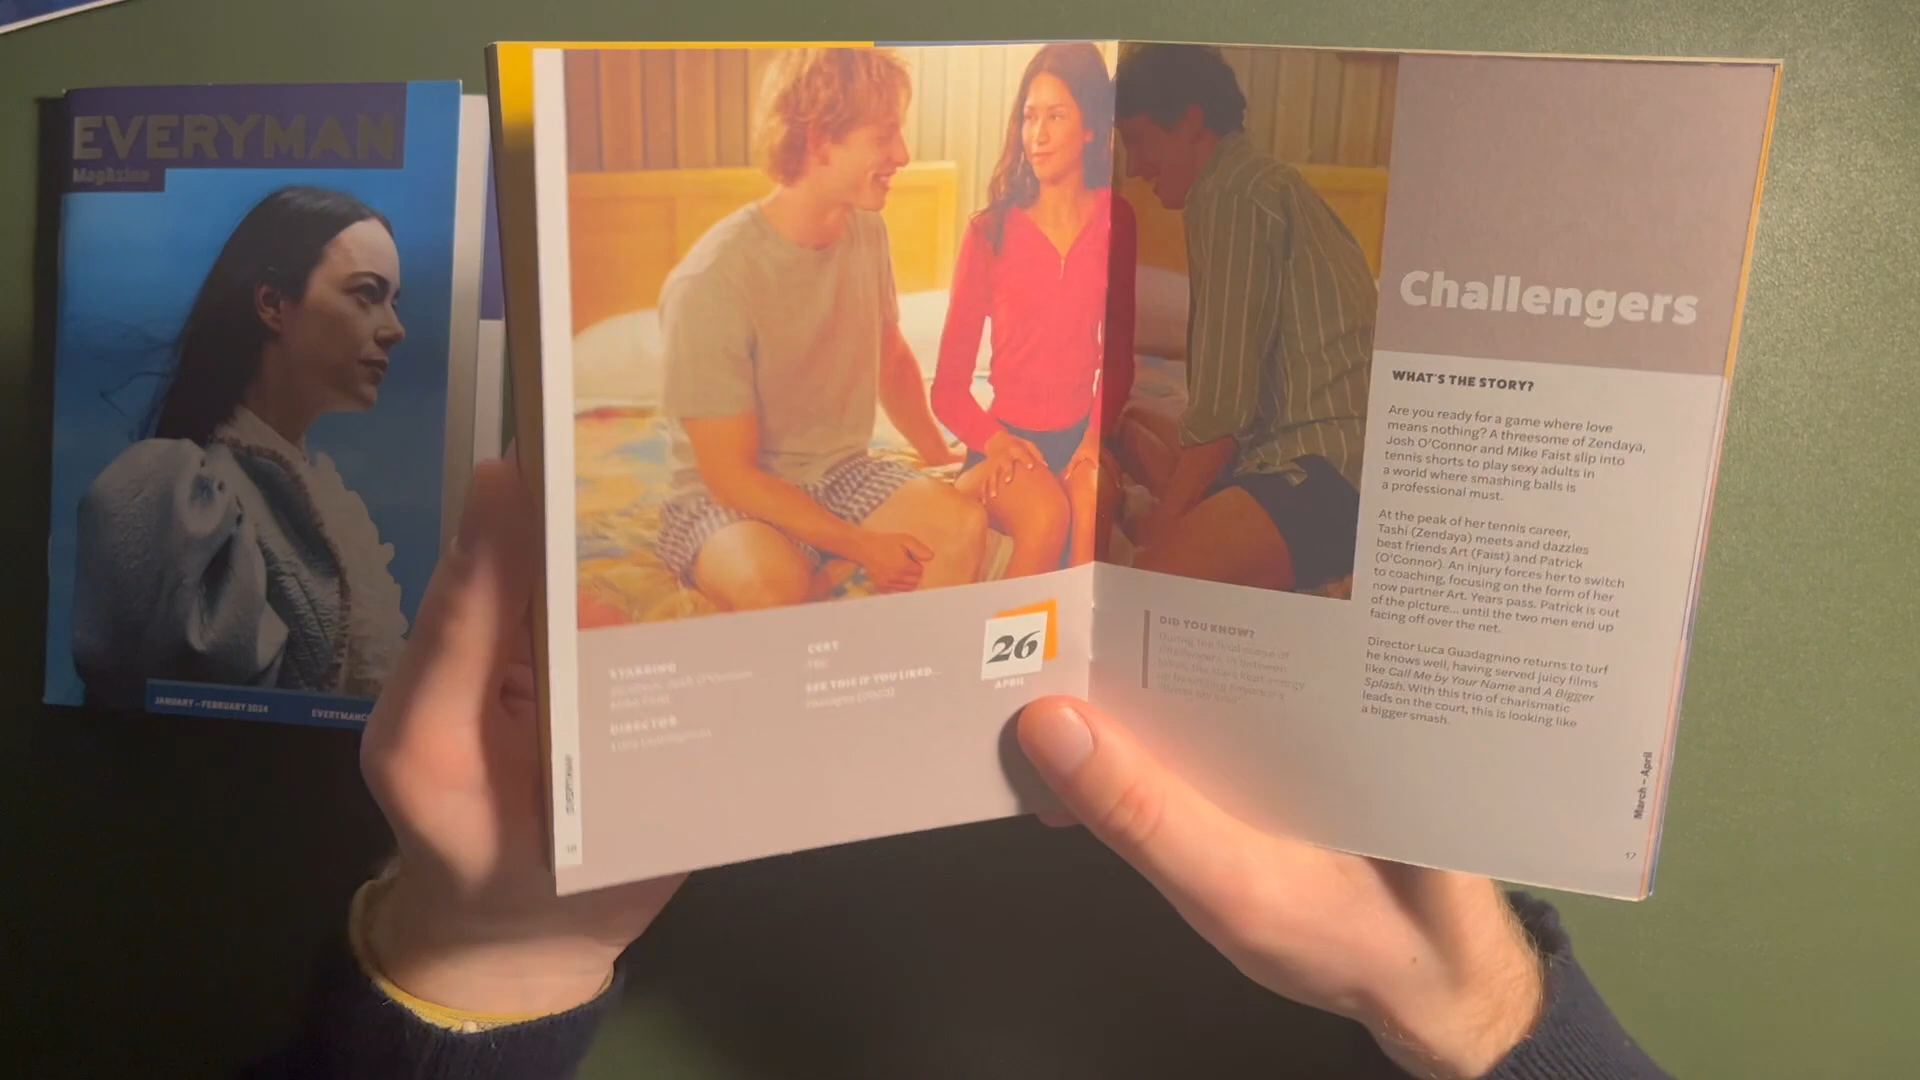 EVERYMAN
Magazine
JANUARY – FEBRUARY 2024
EVERYMANC
STARRING
DIRECTOR
CERT
TBC
SEE THIS IF YOU LIKED...
26
APRIL
DID YOU KNOW?
During the final scene of
Challengers
WHAT'S THE STORY?
Are you ready for a game where love
means nothing? A threesome of Zendaya,
Josh O'Connor and Mike Faist slip into
tennis shorts to play sexy adults in
a world where smashing balls is
a professional must.
At the peak of her tennis career,
Tashi (Zendaya) meets and dazzles
best friends Art (Faist) and Patrick
(O'Connor). An injury forces her to switch
to coaching, focusing on the form of her
now partner Art. Years pass. Patrick is out
of the picture... until the two men end up
facing off over the net.
Director Luca Guadagnino returns to turf
he knows well, having served juicy films
like Call Me by Your Name and A Bigger
Splash. With this trio of charismatic
leads on the court, this is looking like
a bigger smash.
March – April
17